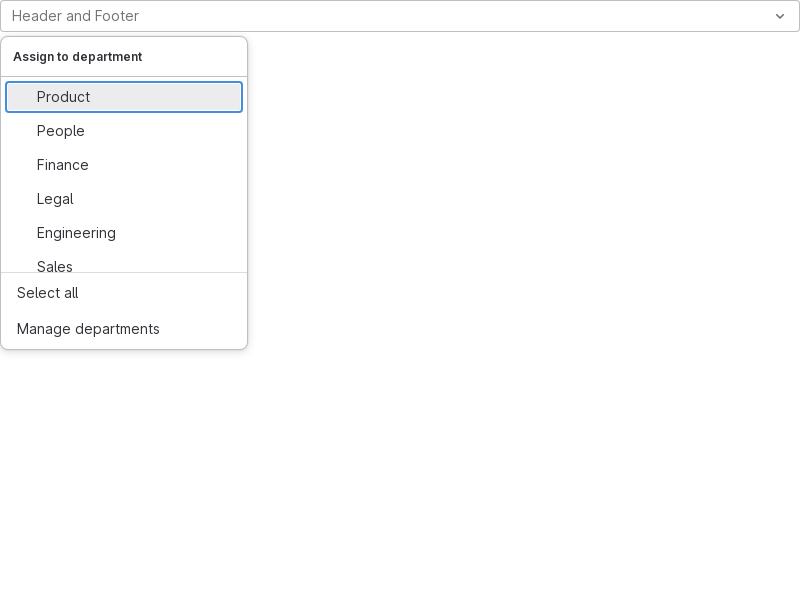 Header and Footer
Assign to department
Product
People
Finance
Legal
Engineering
Sales
Select all
Manage departments